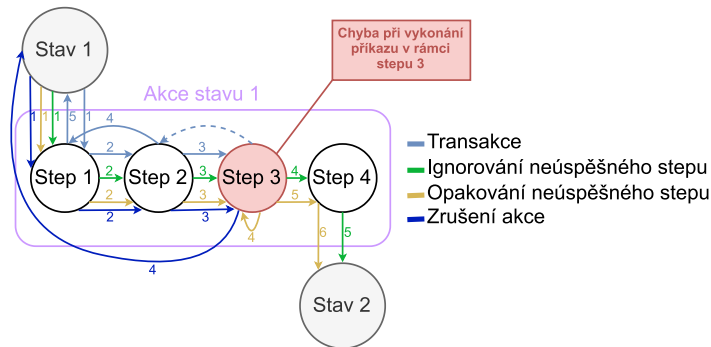 Stav 1
Chyba při vykonání
příkazu v rámci
stepu 3
Akce stavu 1
1
1
1
5
1
4
2
3
Step 1
2
Step 2
3
Step 3
4
Step 4
2
3
5
2
3
4
4
6
5
Stav 2
Transakce
Ignorování neúspěšného stepu
Opakování neúspěšného stepu
Zrušení akce